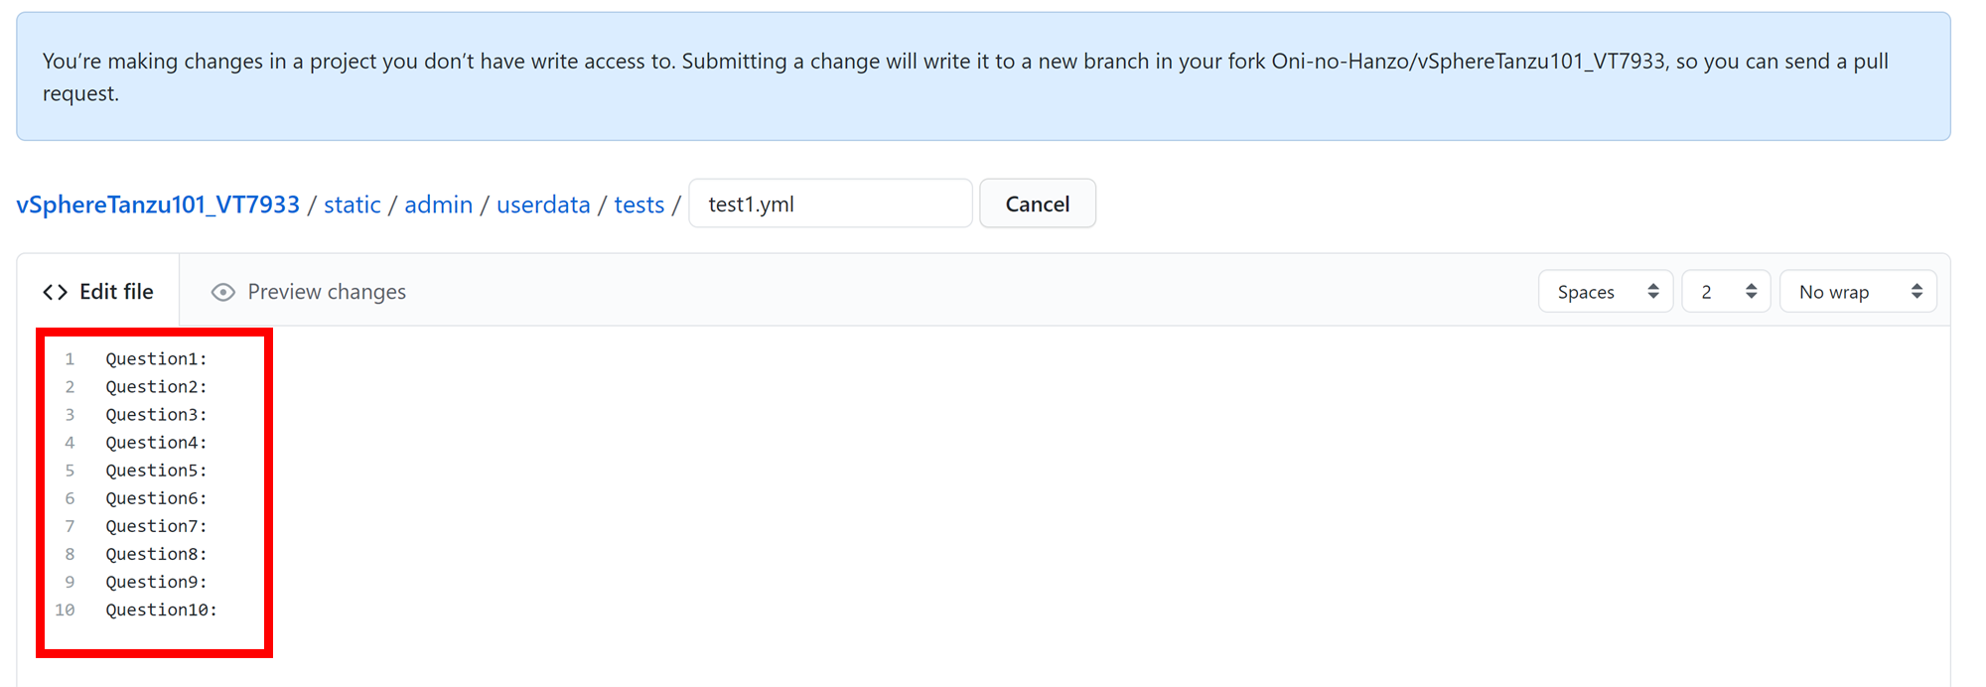 You’re making changes in a project you don’t have write access to. Submitting a change will write it to a new branch in your fork Oni-no-Hanzo/vSphereTanzu101_VT7933, so you can send a pull
request.
vSphereTanzu101_VT7933 / static / admin / userdata / tests / test1.yml Cancel
<> Edit file Preview changes Spaces 2 No wrap
1 Question1:
2 Question2:
3 Question3:
4 Question4:
5 Question5:
6 Question6:
7 Question7:
8 Question8:
9 Question9:
10 Question10: